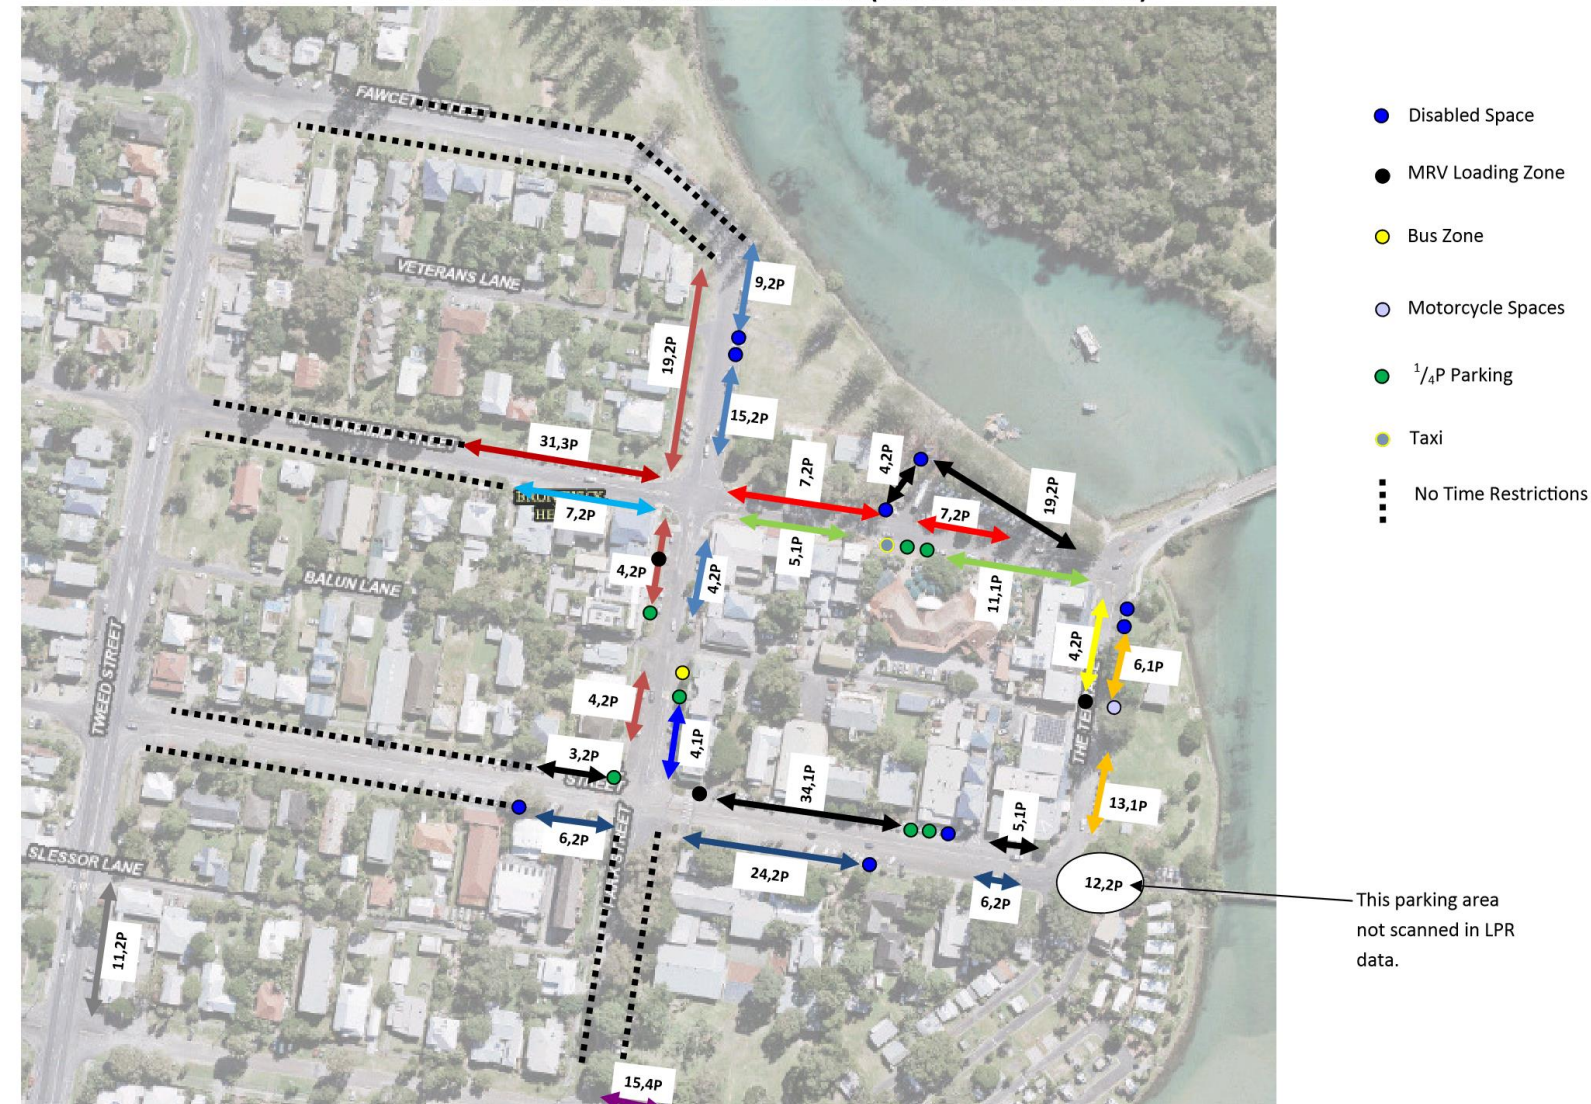 FAWCETT STREET
VETERANS LANE
9,2P
19,2P
15,2P
31,3P
7,2P
7,2P
4,2P
19,2P
7,2P
5,1P
11,1P
BALUN LANE
4,2P
4,2P
4,2P
6,1P
TWEED STREET
4,2P
4,1P
3,2P
STREET
34,1P
5,1P
13,1P
6,2P
PARK STREET
SLESSOR LANE
24,2P
6,2P
12,2P
11,2P
15,4P
Disabled Space
MRV Loading Zone
Bus Zone
Motorcycle Spaces
1/4P Parking
Taxi
No Time Restrictions
This parking area
not scanned in LPR
data.